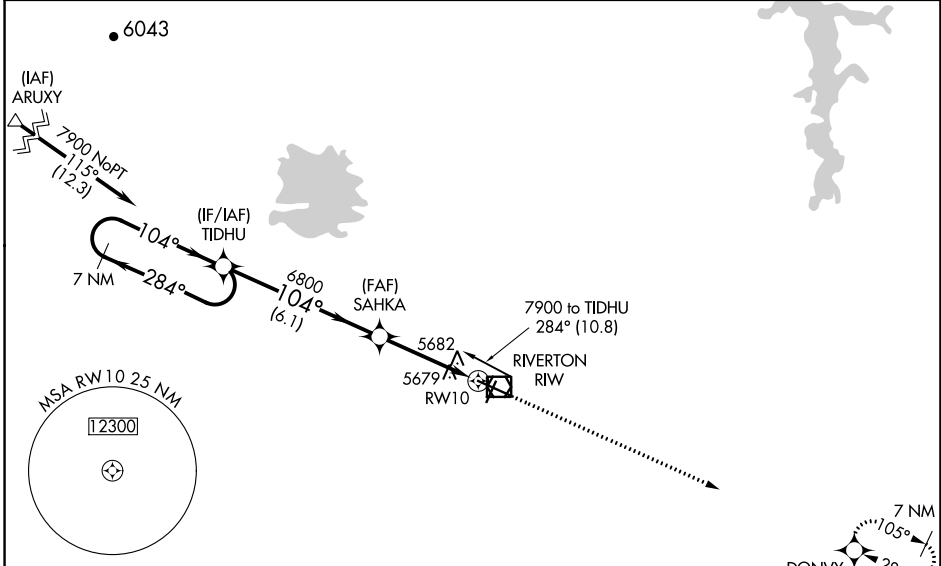 6043
(IAF)
ARUXY
7900 NoPT
115°
(12.3)
(IF/IAF)
TIDHU
104°
7 NM
284°
6800
104°
(6.1)
(FAF)
SAHKA
7900 to TIDHU
284° (10.8)
5682
5679
RW10
RIVERTON
RIW
MSA RW10 25 NM
12300
7 NM
105°